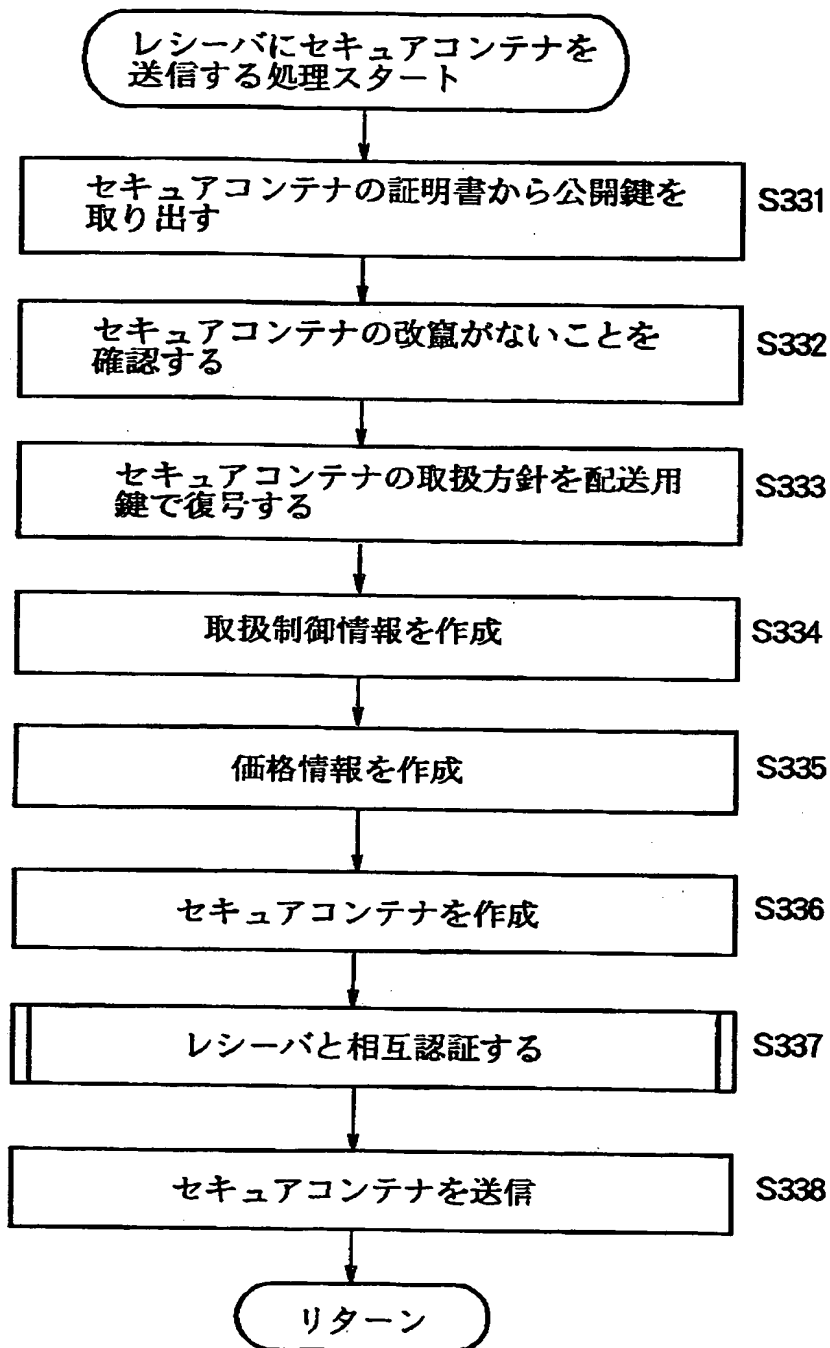 レシーバにセキュアコンテナを
送信する処理スタート
セキュアコンテナの証明書から公開鍵を
取り出す
S331
セキュアコンテナの改竄がないことを
確認する
S332
セキュアコンテナの取扱方針を配送用
鍵で復号する
S333
取扱制御情報を作成
S334
価格情報を作成
S335
セキュアコンテナを作成
S336
レシーバと相互認証する
S337
セキュアコンテナを送信
S338
リターン